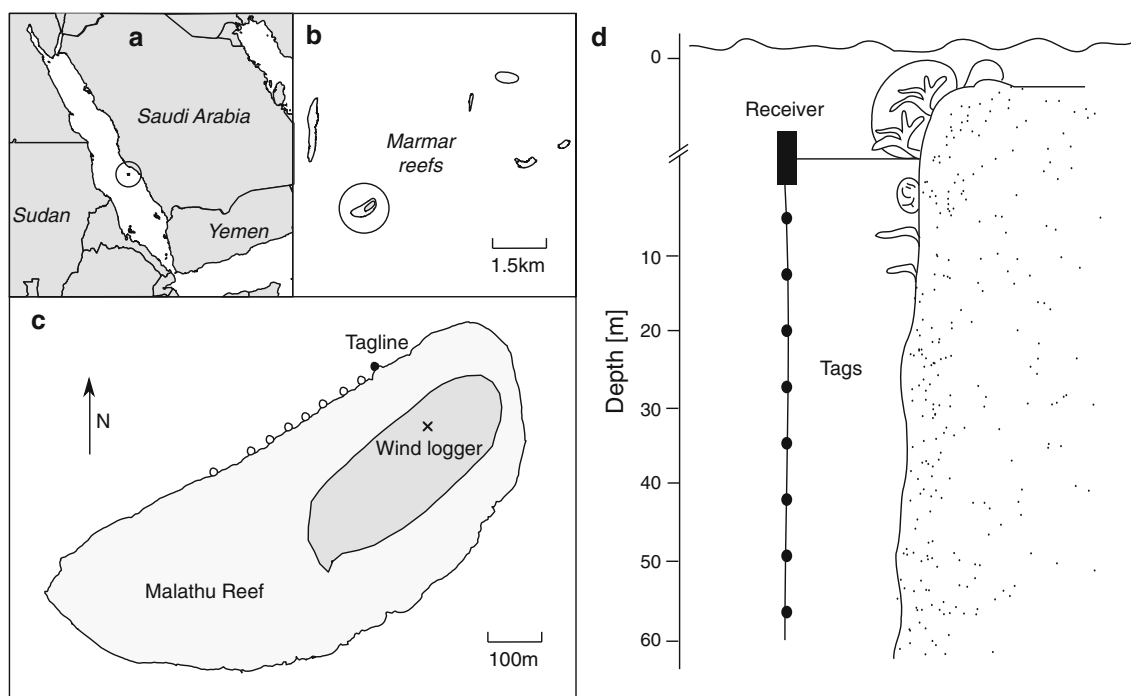 a
Saudi Arabia
Sudan
Yemen
b
Marmar
reefs
1.5km
c
Tagline
N
Wind logger
Malathu Reef
100m
d
0
Receiver
10
20
Tags
30
40
50
60
Depth [m]